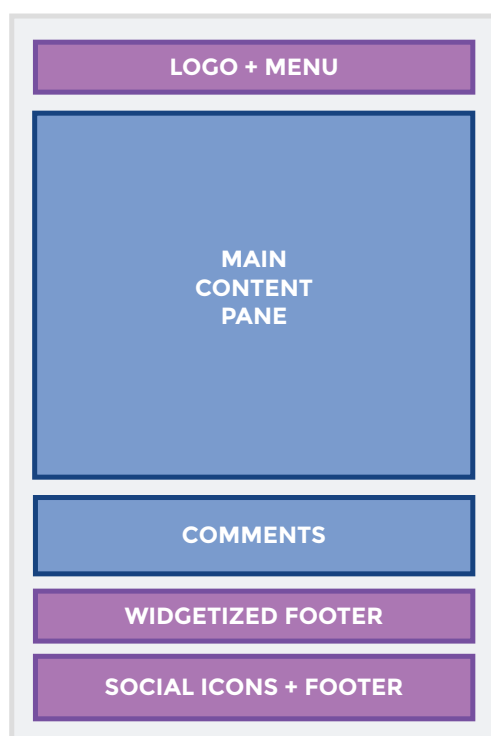 LOGO + MENU
MAIN
CONTENT
PANE
COMMENTS
WIDGETIZED FOOTER
SOCIAL ICONS + FOOTER